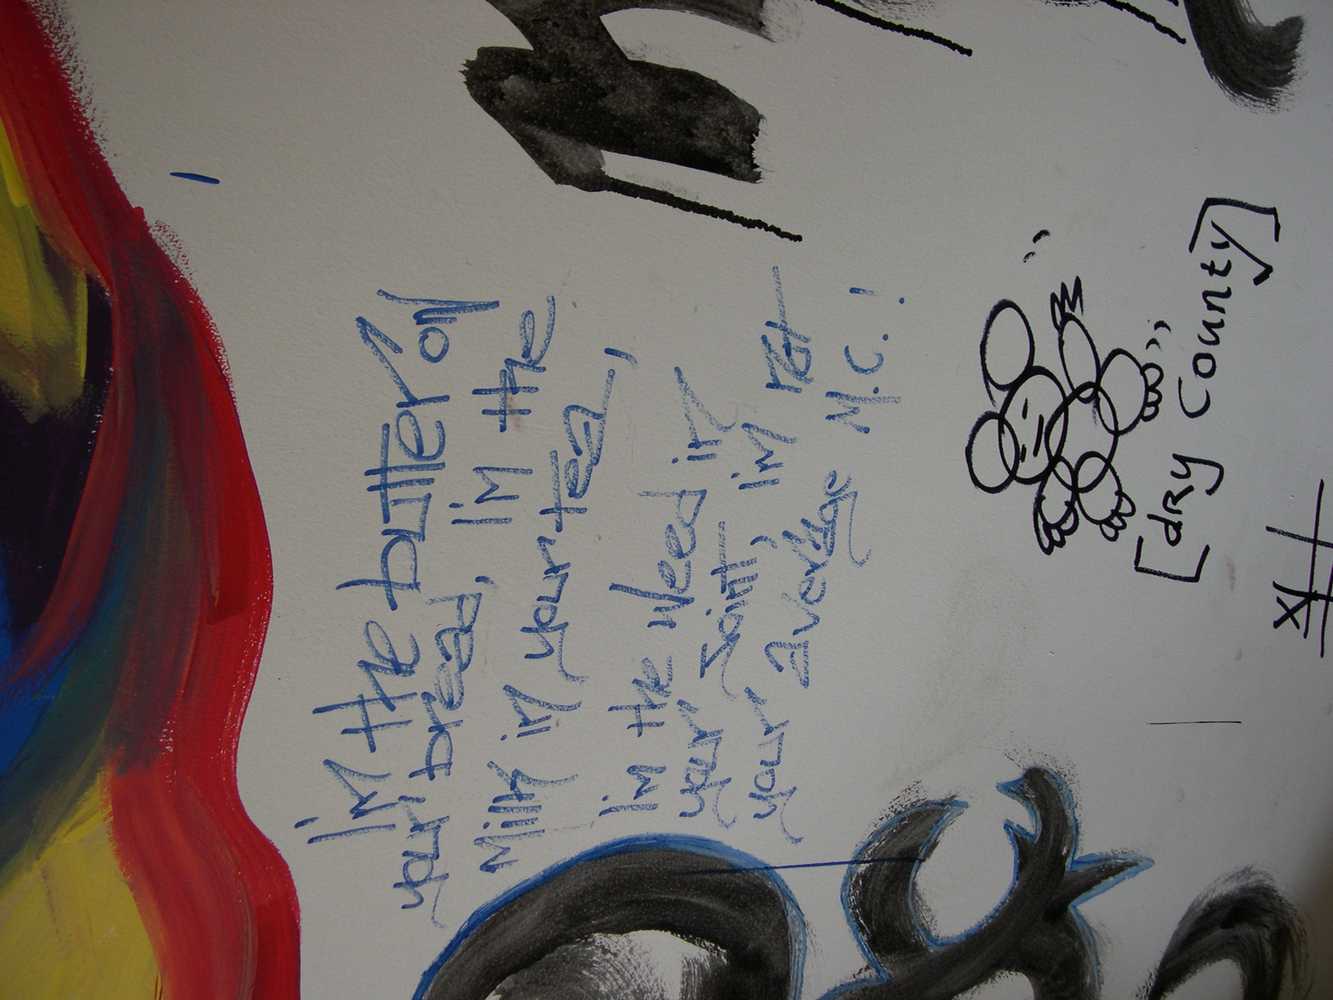 I'm the butter on
your bread, I'm the
Milk in your tea,
I'm the Weed in
your Joint, I'm not
your average M.C.!
[dry County]